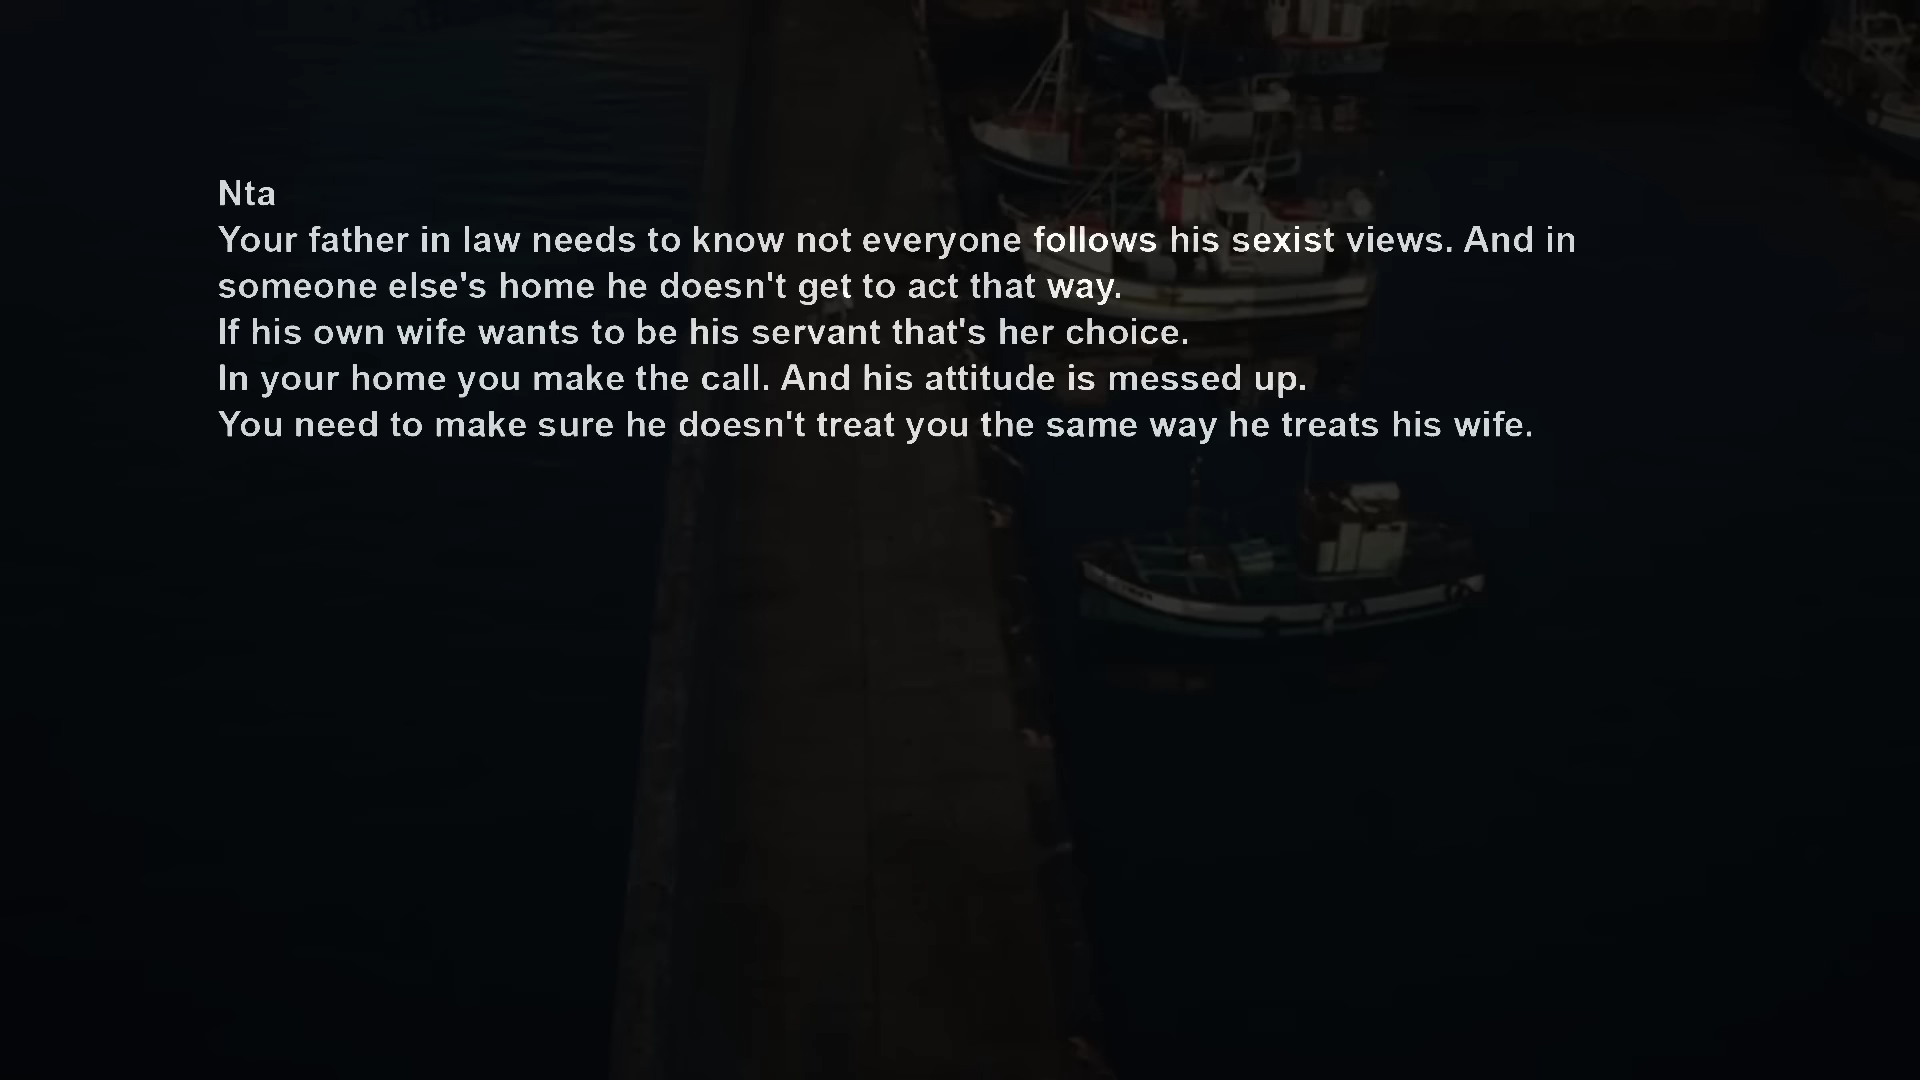 Nta
Your father in law needs to know not everyone follows his sexist views. And in
someone else's home he doesn't get to act that way.
If his own wife wants to be his servant that's her choice.
In your home you make the call. And his attitude is messed up.
You need to make sure he doesn't treat you the same way he treats his wife.